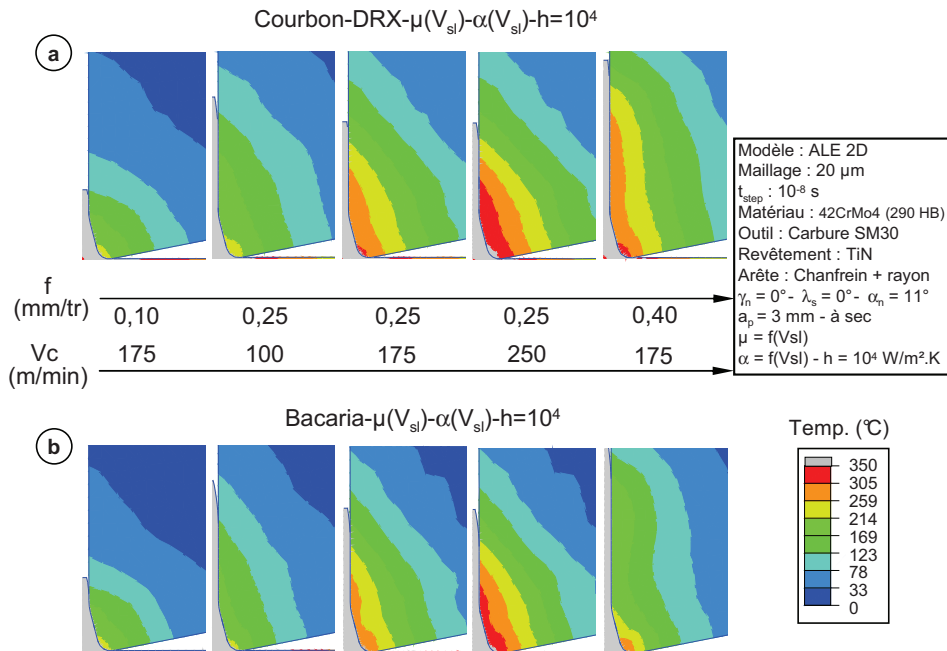 Courbon-DRX-μ(Vsl)-α(Vsl)-h=10⁴
a
Modèle : ALE 2D
Maillage : 20 μm
tstep : 10⁻⁸ s
Matériau : 42CrMo4 (290 HB)
Outil : Carbure SM30
Revêtement : TiN
Arête : Chanfrein + rayon
γn = 0° - λs = 0° - αn = 11°
ap = 3 mm - à sec
μ = f(Vsl)
α = f(Vsl) - h = 10⁴ W/m².K
f
(mm/tr)
0,10 0,25 0,25 0,25 0,40
Vc
(m/min)
175 100 175 250 175
Bacaria-μ(Vsl)-α(Vsl)-h=10⁴
b
Temp. (°C)
350
305
259
214
169
123
78
33
0